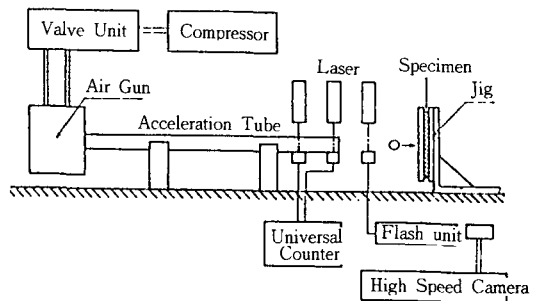 Valve Unit
Compressor
Air Gun
Acceleration Tube
Laser
Specimen
Jig
Universal
Counter
Flash unit
High Speed Camera